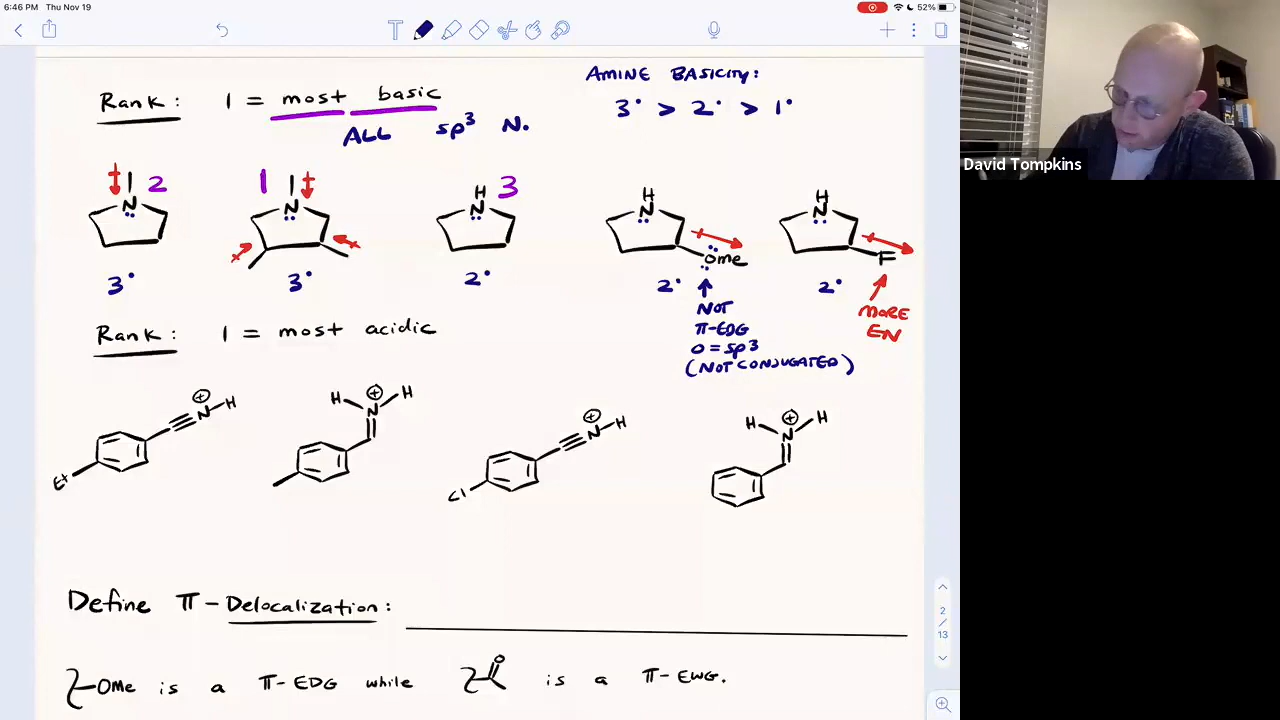 6:46 PM Thu Nov 19
52%
AMINE BASICITY:
Rank: 1 = most basic
3° > 2° > 1°
ALL sp3 N.
2 1 3
N N H N H N H N
OMe F
3° 3° 2° 2° 2°
NOT
π-EDG
O = sp3
(NOT CONJUGATED)
MORE
EN
Rank: 1 = most acidic
Et N H
H N H
Cl N H
H N H
Define π-Delocalization:
OMe is a π-EDG while O is a π-EWG.
2
/
13
David Tompkins